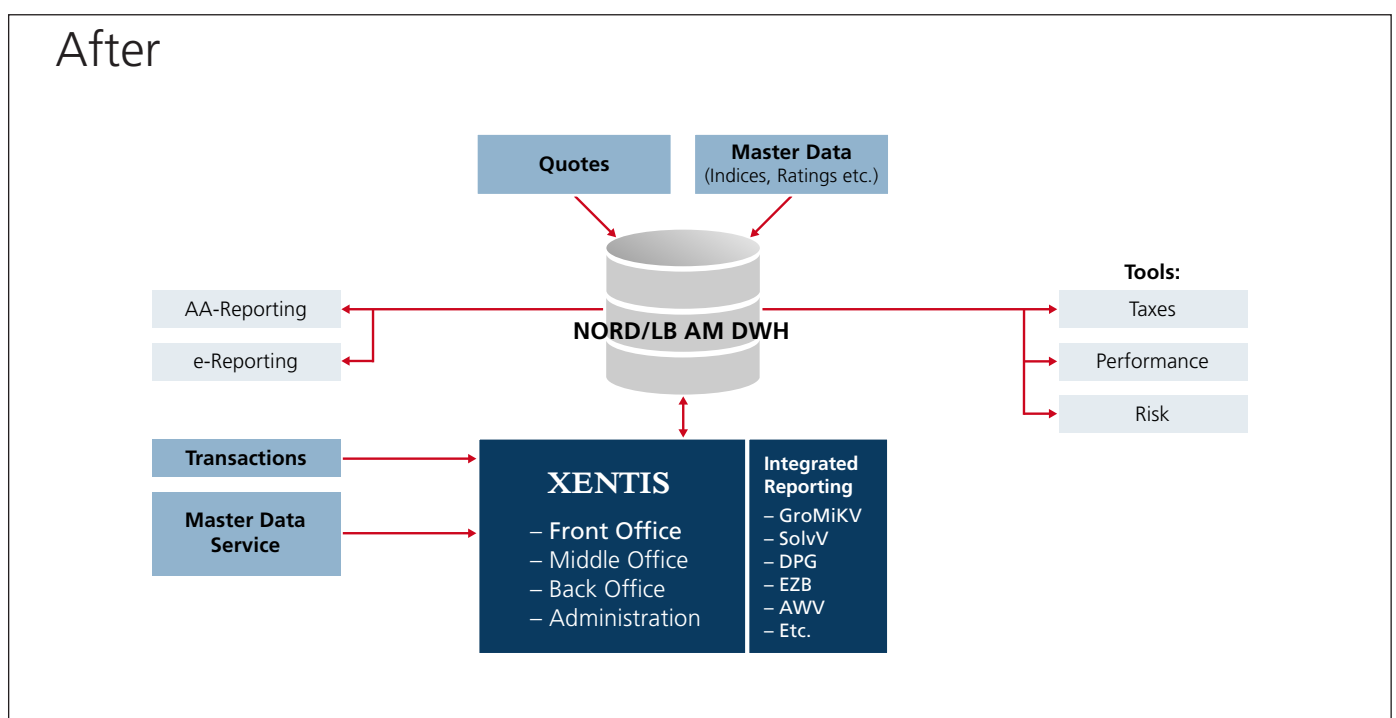 After
Quotes
Master Data
(Indices, Ratings etc.)
Tools:
AA-Reporting
Taxes
NORD/LB AM DWH
e-Reporting
Performance
Risk
Transactions
Master Data
Service
XENTIS
– Front Office
– Middle Office
– Back Office
– Administration
Integrated
Reporting
– GroMiKV
– SolvV
– DPG
– EZB
– AWV
– Etc.